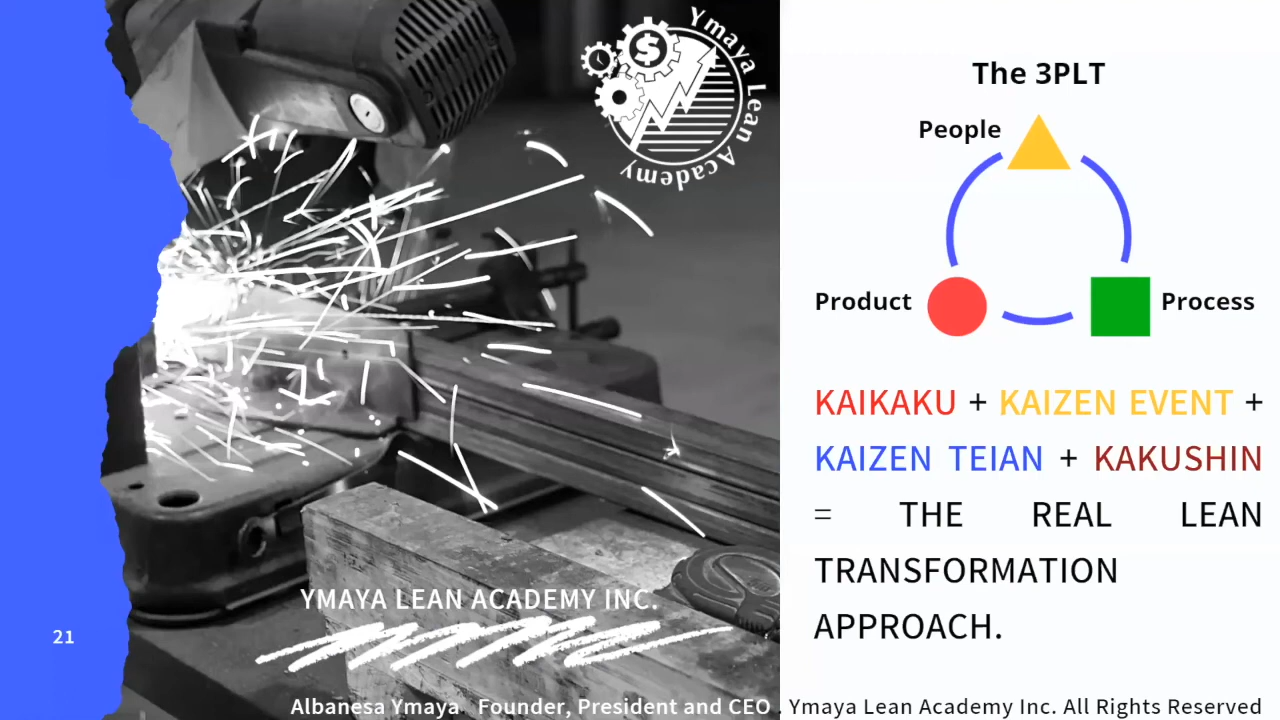 Ymaya Lean Academy
$
The 3PLT
People
Product
Process
KAIKAKU + KAIZEN EVENT +
KAIZEN TEIAN + KAKUSHIN
= THE REAL LEAN
TRANSFORMATION
APPROACH.
YMAYA LEAN ACADEMY INC.
21
Albanesa Ymaya Founder, President and CEO . Ymaya Lean Academy Inc. All Rights Reserved